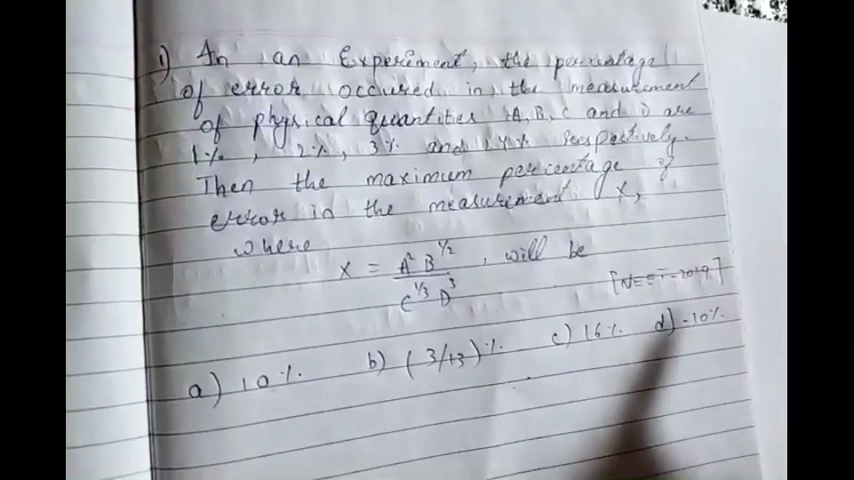 1) In an Experiment, the percentage
of error occured in the measurement
of physical quantities A, B, C and D are
1%, 2%, 3% and 4% respectively.
Then the maximum percentage of
error in the measurement X,
where
X = A² B^1/2 / C^1/3 D³, will be
[NEET-2019]
a) 10% b) (3/13)% c) 16% d) -10%